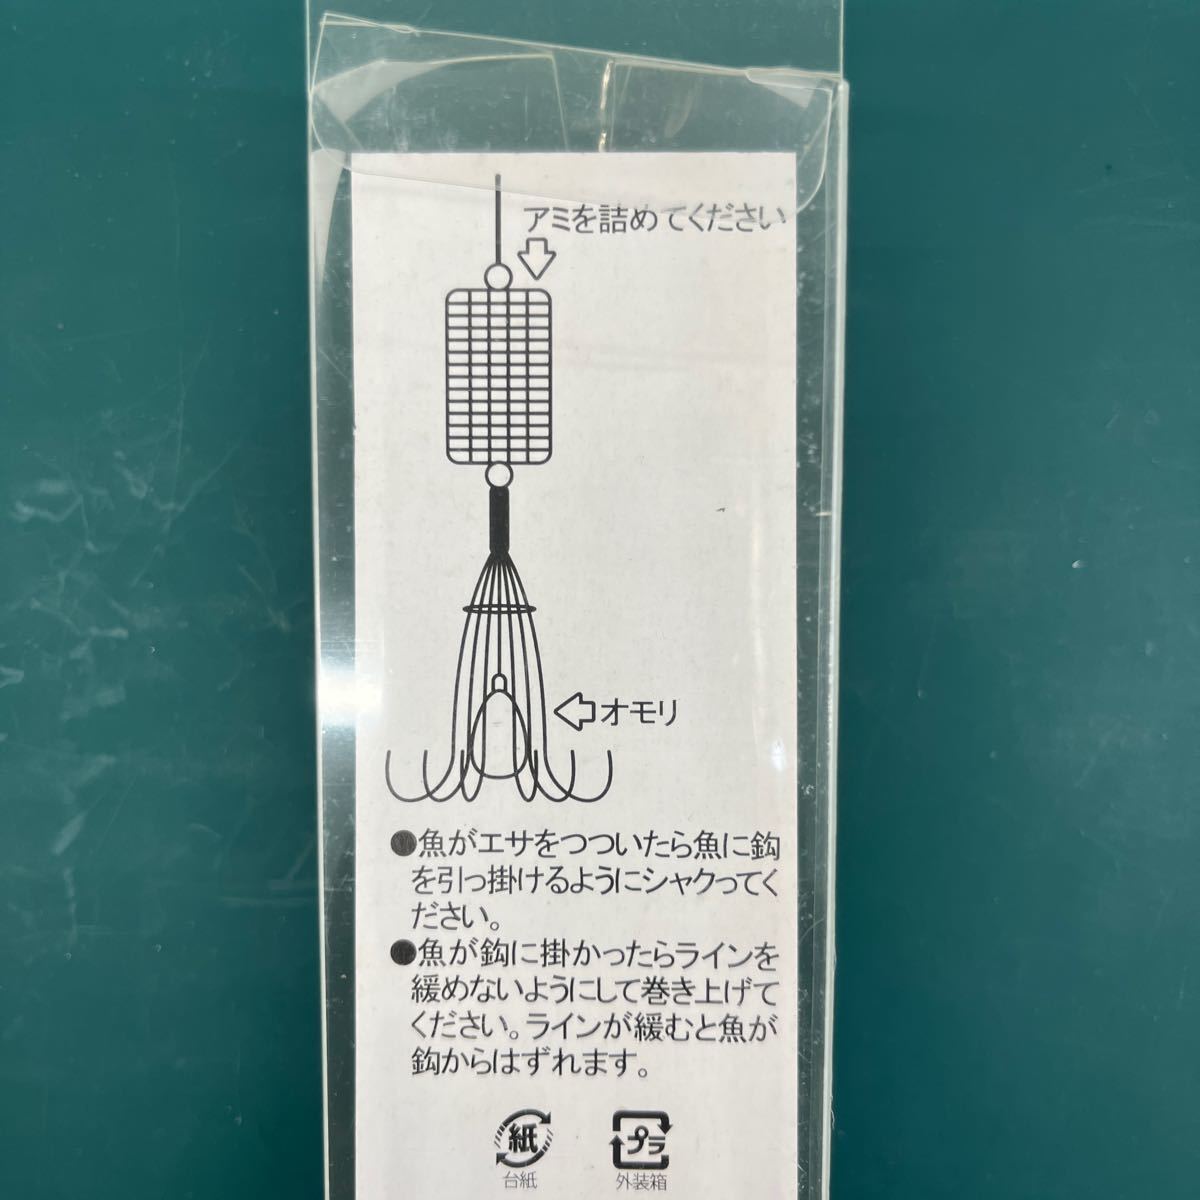 アミを詰めてください
オモリ
●魚がエサをつついたら魚に鈎
を引っ掛けるようにシャクってく
ださい。
●魚が鈎に掛かったらラインを
緩めないようにして巻き上げて
ください。ラインが緩むと魚が
鈎からはずれます。
紙 プラ
台紙 外装箱